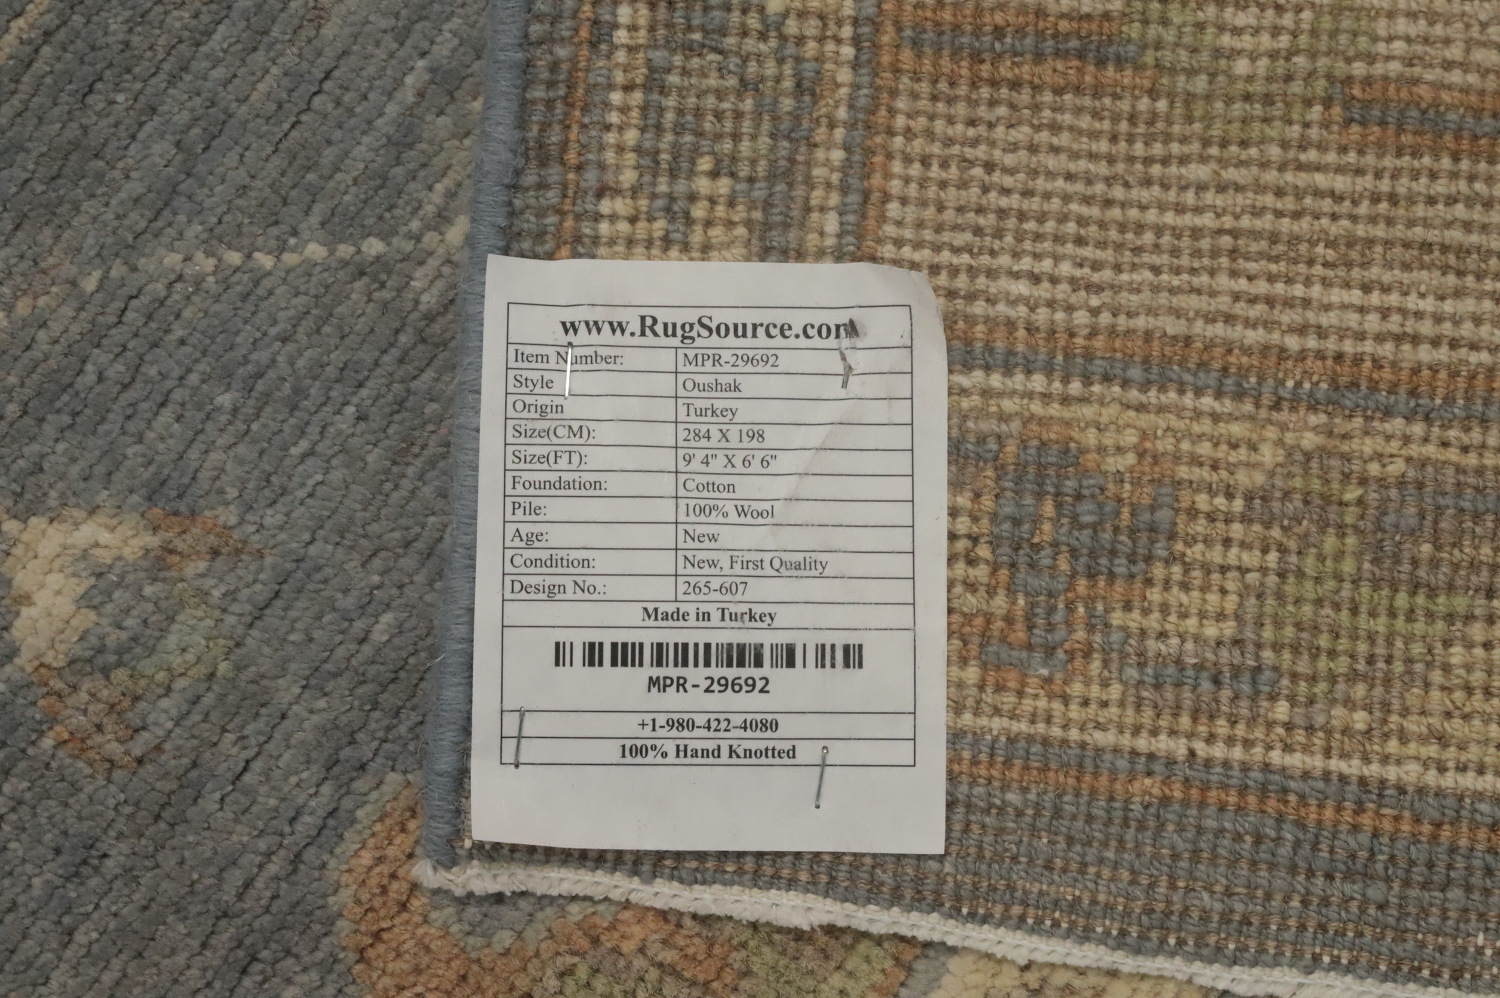 www.RugSource.com
Item Number: MPR-29692
Style Oushak
Origin Turkey
Size(CM): 284 X 198
Size(FT): 9' 4" X 6' 6"
Foundation: Cotton
Pile: 100% Wool
Age: New
Condition: New, First Quality
Design No.: 265-607
Made in Turkey
MPR-29692
+1-980-422-4080
100% Hand Knotted